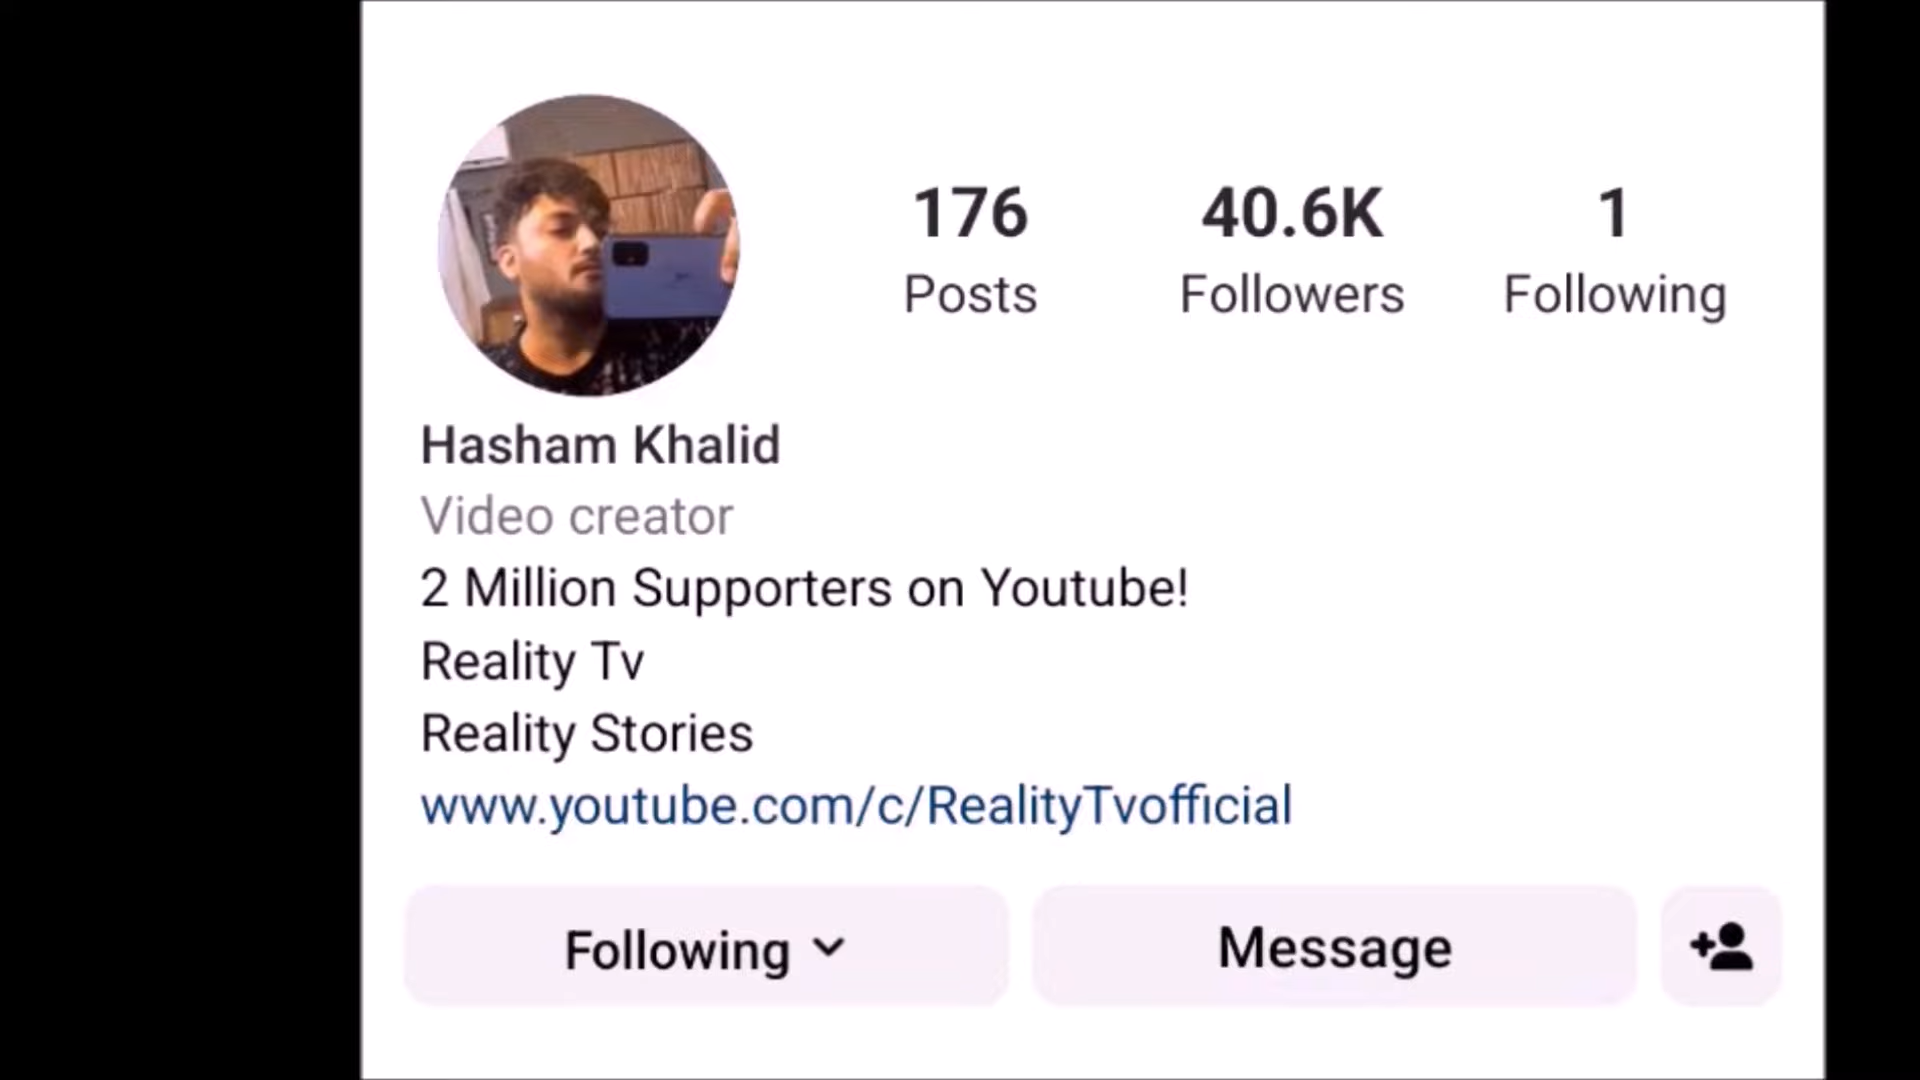 176 40.6K 1
Posts Followers Following
Hasham Khalid
Video creator
2 Million Supporters on Youtube!
Reality Tv
Reality Stories
www.youtube.com/c/RealityTvofficial
Following Message